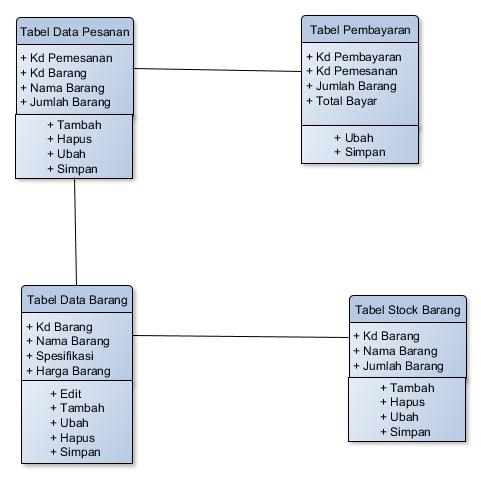 Tabel Data Pesanan
+ Kd Pemesanan
+ Kd Barang
+ Nama Barang
+ Jumlah Barang
+ Tambah
+ Hapus
+ Ubah
+ Simpan
Tabel Pembayaran
+ Kd Pembayaran
+ Kd Pemesanan
+ Jumlah Barang
+ Total Bayar
+ Ubah
+ Simpan
Tabel Data Barang
+ Kd Barang
+ Nama Barang
+ Spesifikasi
+ Harga Barang
+ Edit
+ Tambah
+ Ubah
+ Hapus
+ Simpan
Tabel Stock Barang
+ Kd Barang
+ Nama Barang
+ Jumlah Barang
+ Tambah
+ Hapus
+ Ubah
+ Simpan